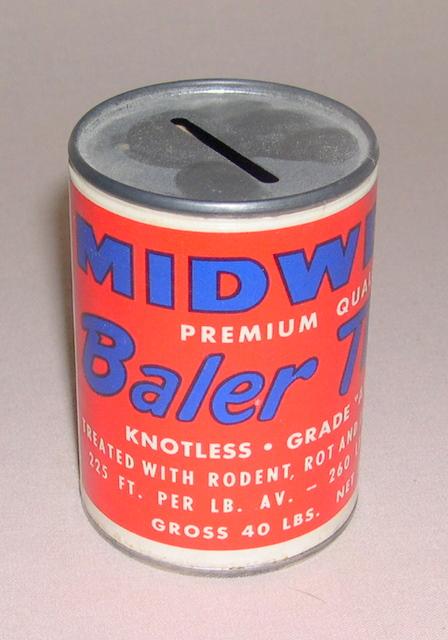 MIDW
PREMIUM QUA
Baler T
KNOTLESS • GRADE "A
TREATED WITH RODENT, ROT AND
225 FT. PER LB. AV. — 260 L
GROSS 40 LBS. NET